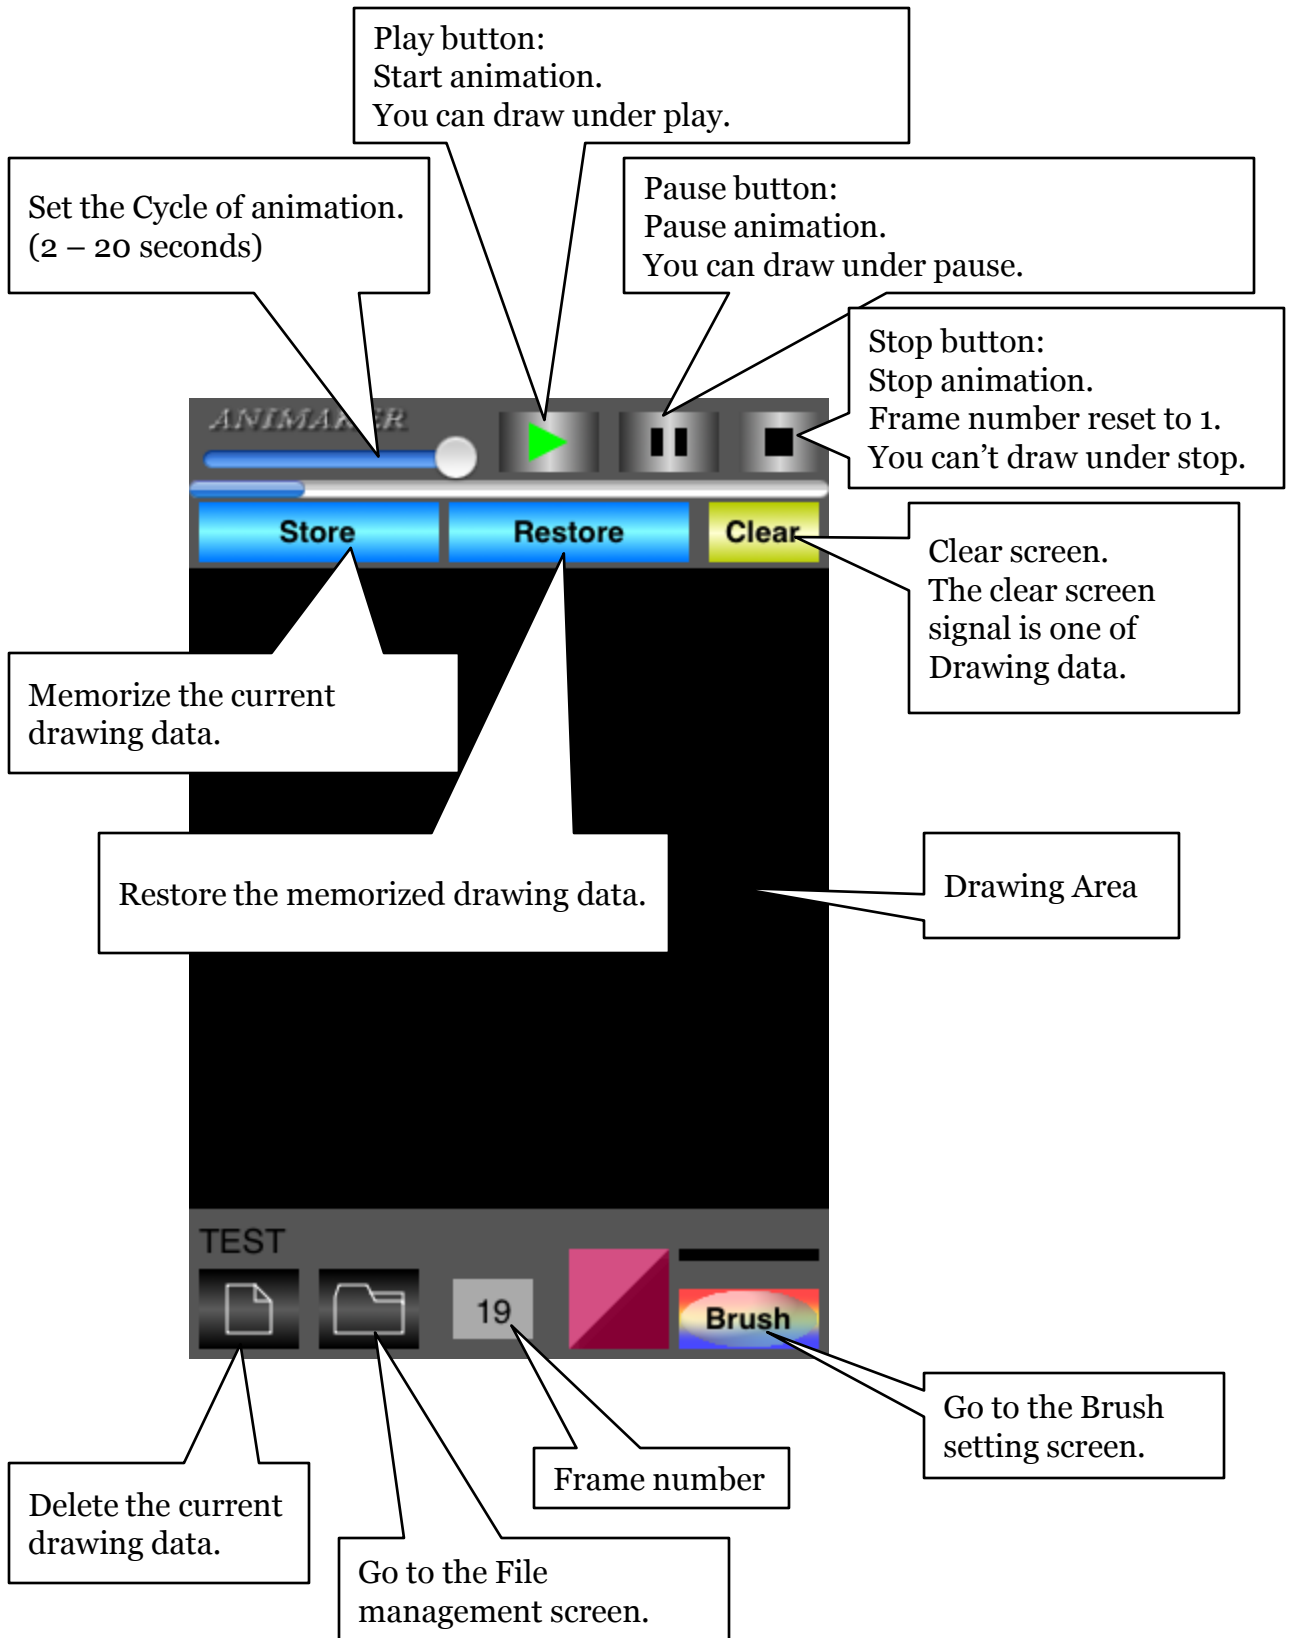 Play button:
Start animation.
You can draw under play.
Set the Cycle of animation.
(2 – 20 seconds)
Pause button:
Pause animation.
You can draw under pause.
Stop button:
Stop animation.
Frame number reset to 1.
You can’t draw under stop.
ANIMAKER
Store
Restore
Clear
Clear screen.
The clear screen
signal is one of
Drawing data.
Memorize the current
drawing data.
Restore the memorized drawing data.
Drawing Area
TEST
19
Brush
Go to the Brush
setting screen.
Frame number
Delete the current
drawing data.
Go to the File
management screen.